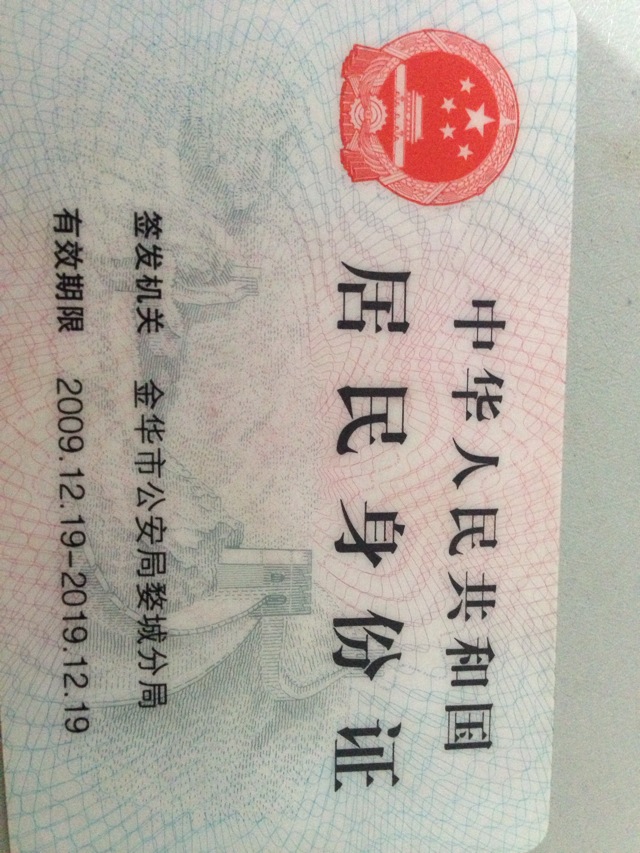 中华人民共和国
居民身份证
签发机关 金华市公安局婺城分局
有效期限 2009.12.19-2019.12.19